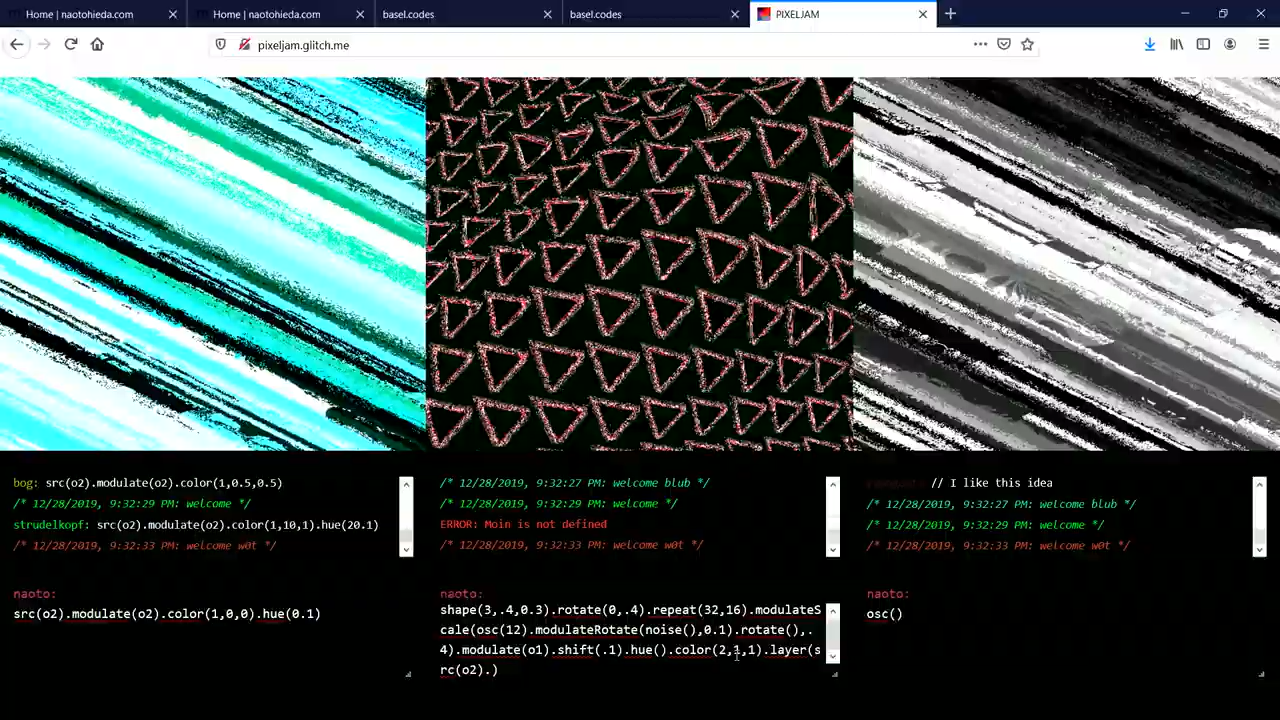 Home | naotohieda.com
Home | naotohieda.com
basel.codes
basel.codes
PIXELJAM
pixeljam.glitch.me
bog: src(o2).modulate(o2).color(1,0.5,0.5)
/* 12/28/2019, 9:32:29 PM: welcome */
strudelkopf: src(o2).modulate(o2).color(1,10,1).hue(20.1)
/* 12/28/2019, 9:32:33 PM: welcome w0t */
naoto:
src(o2).modulate(o2).color(1,0,0).hue(0.1)
/* 12/28/2019, 9:32:27 PM: welcome blub */
/* 12/28/2019, 9:32:29 PM: welcome */
ERROR: Moin is not defined
/* 12/28/2019, 9:32:33 PM: welcome w0t */
naoto:
shape(3,.4,0.3).rotate(0,.4).repeat(32,16).modulateS
cale(osc(12).modulateRotate(noise(),0.1).rotate(),.
4).modulate(o1).shift(.1).hue().color(2,1,1).layer(s
rc(o2).)
// I like this idea
/* 12/28/2019, 9:32:27 PM: welcome blub */
/* 12/28/2019, 9:32:29 PM: welcome */
/* 12/28/2019, 9:32:33 PM: welcome w0t */
naoto:
osc()